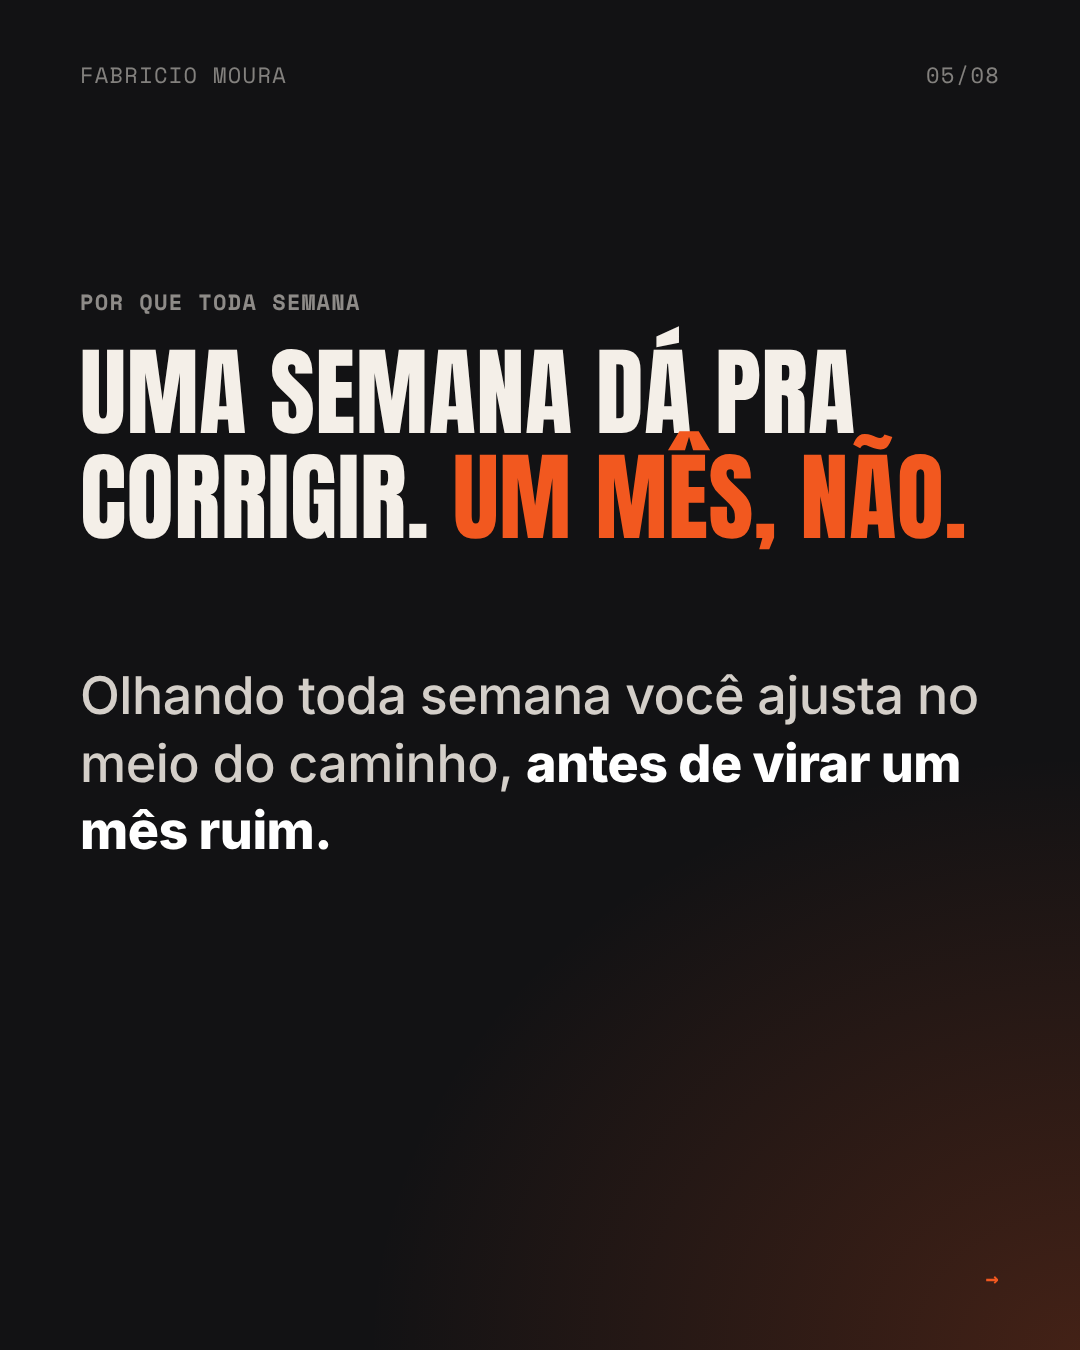 FABRICIO MOURA
05/08
POR QUE TODA SEMANA
UMA SEMANA DÁ PRA
CORRIGIR. UM MÊS, NÃO.
Olhando toda semana você ajusta no
meio do caminho, antes de virar um
mês ruim.
→